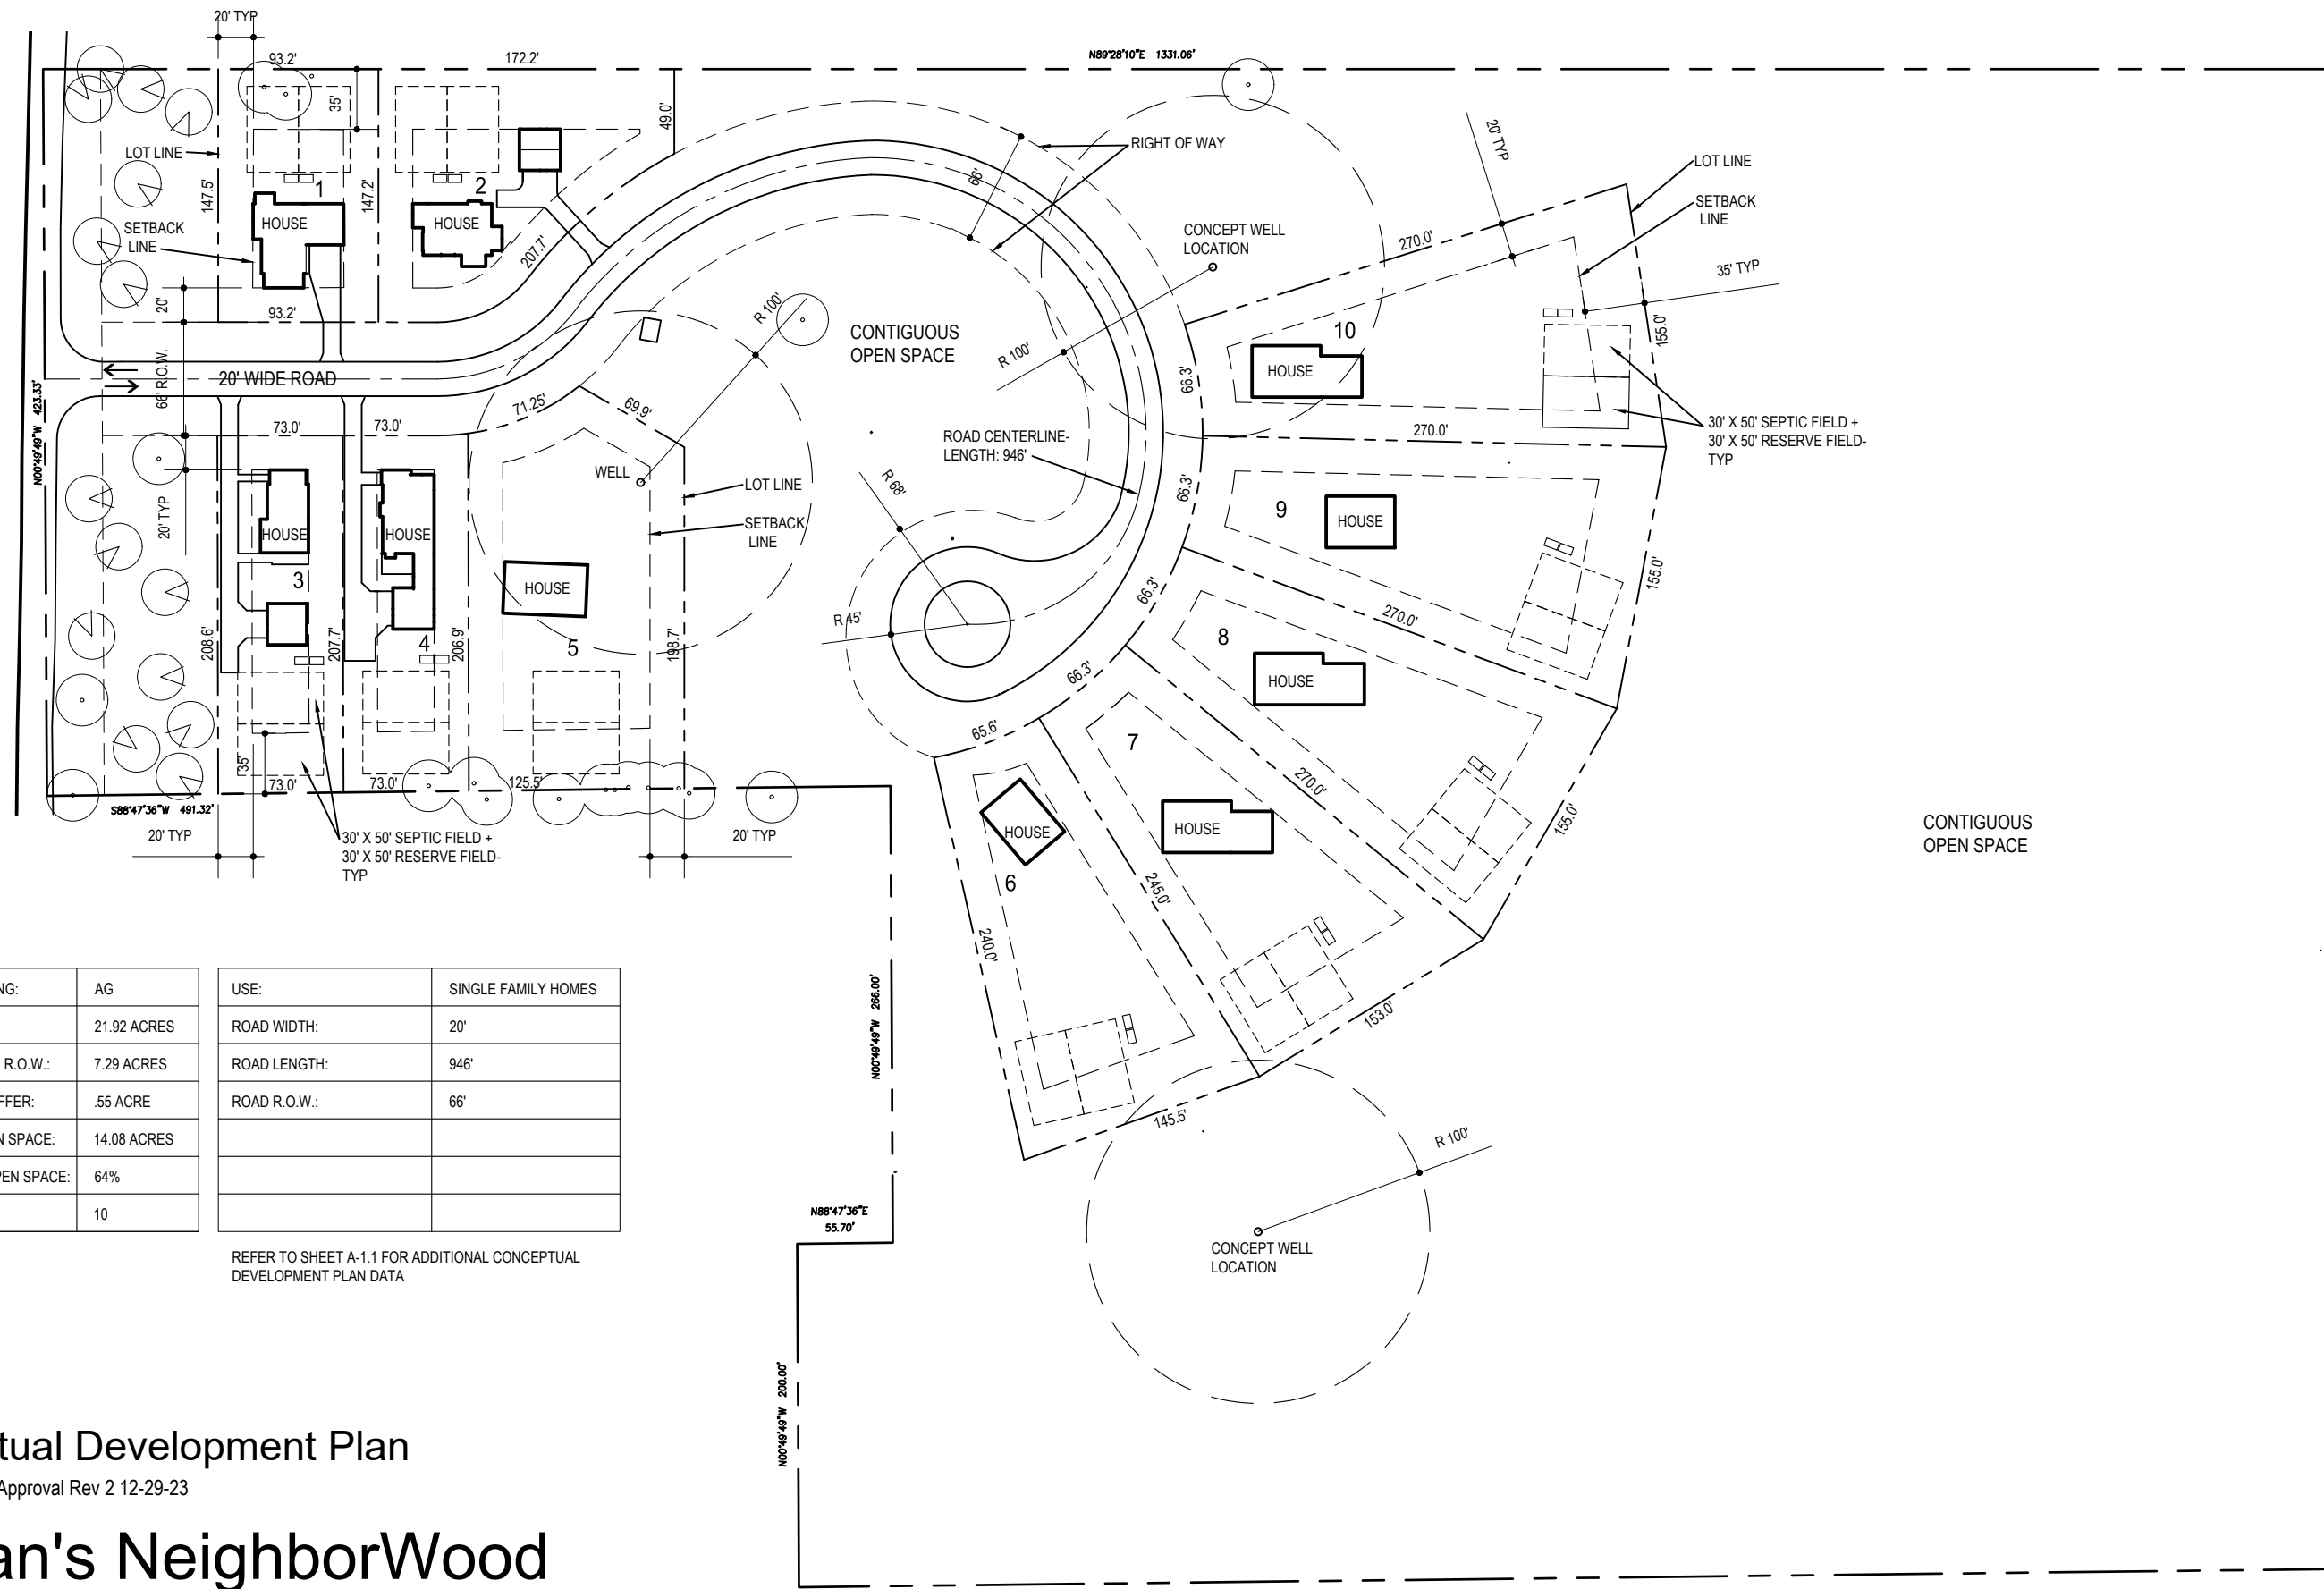 20' TYP
93.2'
172.2'
N89°28'10"E 1331.06'
35'
49.0'
LOT LINE
RIGHT OF WAY
66'
20' TYP
LOT LINE
147.5'
1
147.2'
2
SETBACK
LINE
HOUSE
HOUSE
207.7'
SETBACK
LINE
CONCEPT WELL
LOCATION
270.0'
35' TYP
20'
93.2'
R 100'
CONTIGUOUS
OPEN SPACE
R 100'
10
155.0'
66' R.O.W.
20' WIDE ROAD
66.3'
HOUSE
N00°49'49"W 423.33'
71.25'
69.9'
73.0'
73.0'
ROAD CENTERLINE-
LENGTH: 946'
270.0'
30' X 50' SEPTIC FIELD +
30' X 50' RESERVE FIELD-
TYP
WELL
R 68'
66.3'
LOT LINE
20' TYP
SETBACK
LINE
9
HOUSE
HOUSE
HOUSE
3
HOUSE
155.0'
66.3'
R 45'
270.0'
208.6'
207.7'
4
206.9'
5
198.7'
8
66.3'
HOUSE
65.6'
7
35'
73.0'
73.0'
125.5'
270.0'
S88°47'36"W 491.32'
20' TYP
30' X 50' SEPTIC FIELD +
30' X 50' RESERVE FIELD-
TYP
20' TYP
HOUSE
HOUSE
155.0'
CONTIGUOUS
OPEN SPACE
6
245.0'
240.0'
NG: AG
21.92 ACRES
R.O.W.: 7.29 ACRES
FFER: .55 ACRE
N SPACE: 14.08 ACRES
PEN SPACE: 64%
10
USE: SINGLE FAMILY HOMES
ROAD WIDTH: 20'
ROAD LENGTH: 946'
ROAD R.O.W.: 66'
N00°49'49"W 266.00'
153.0'
145.5'
R 100'
N88°47'36"E
55.70'
CONCEPT WELL
LOCATION
REFER TO SHEET A-1.1 FOR ADDITIONAL CONCEPTUAL
DEVELOPMENT PLAN DATA
N00°49'49"W 200.00'
tual Development Plan
Approval Rev 2 12-29-23
an's NeighborWood